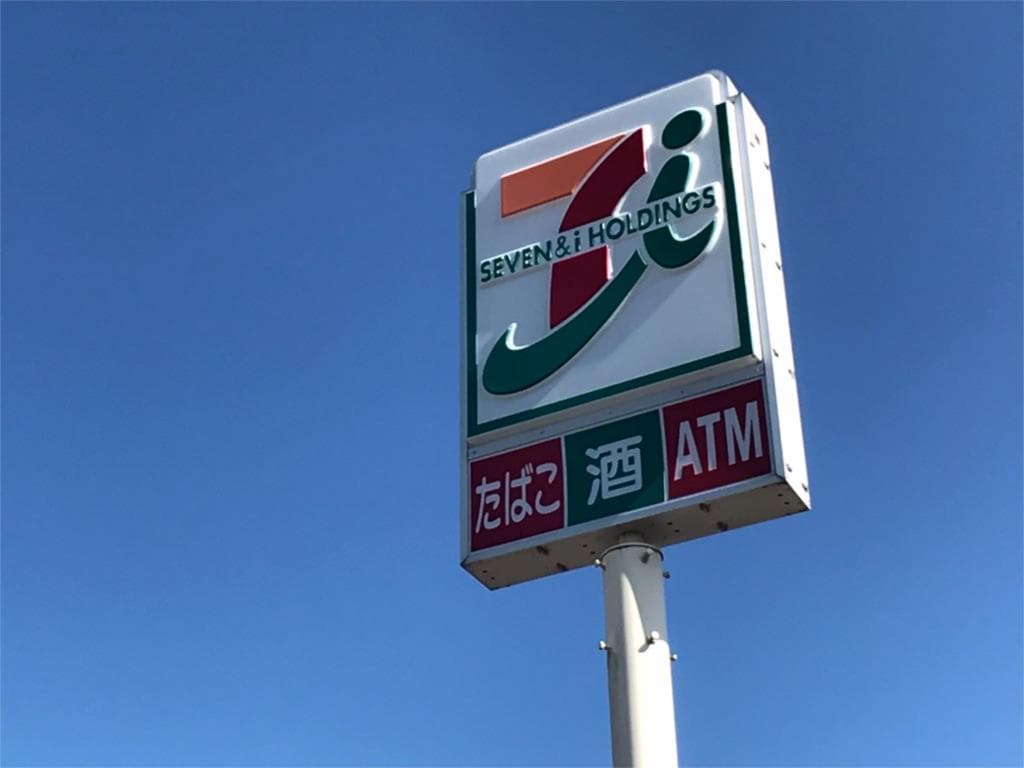 SEVEN&i HOLDINGS
たばこ 酒 ATM